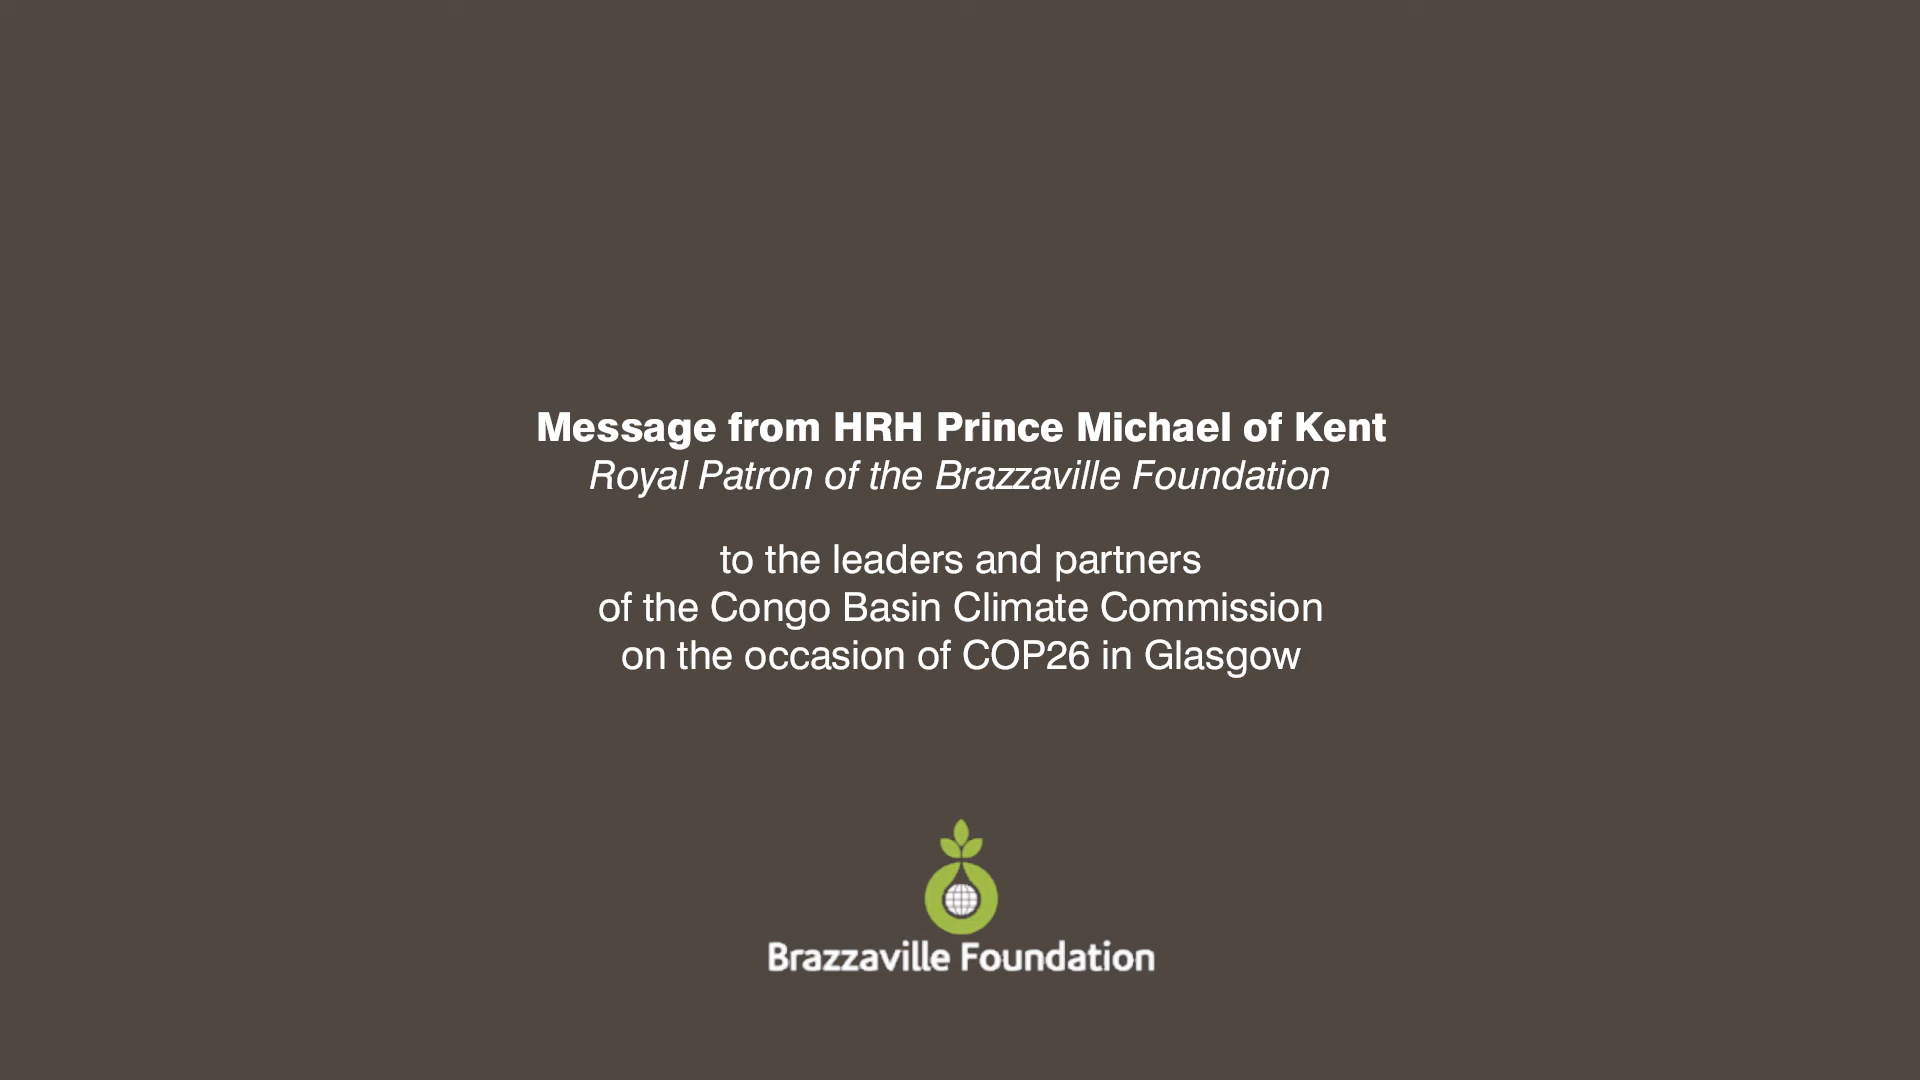 Message from HRH Prince Michael of Kent
Royal Patron of the Brazzaville Foundation
to the leaders and partners
of the Congo Basin Climate Commission
on the occasion of COP26 in Glasgow
Brazzaville Foundation